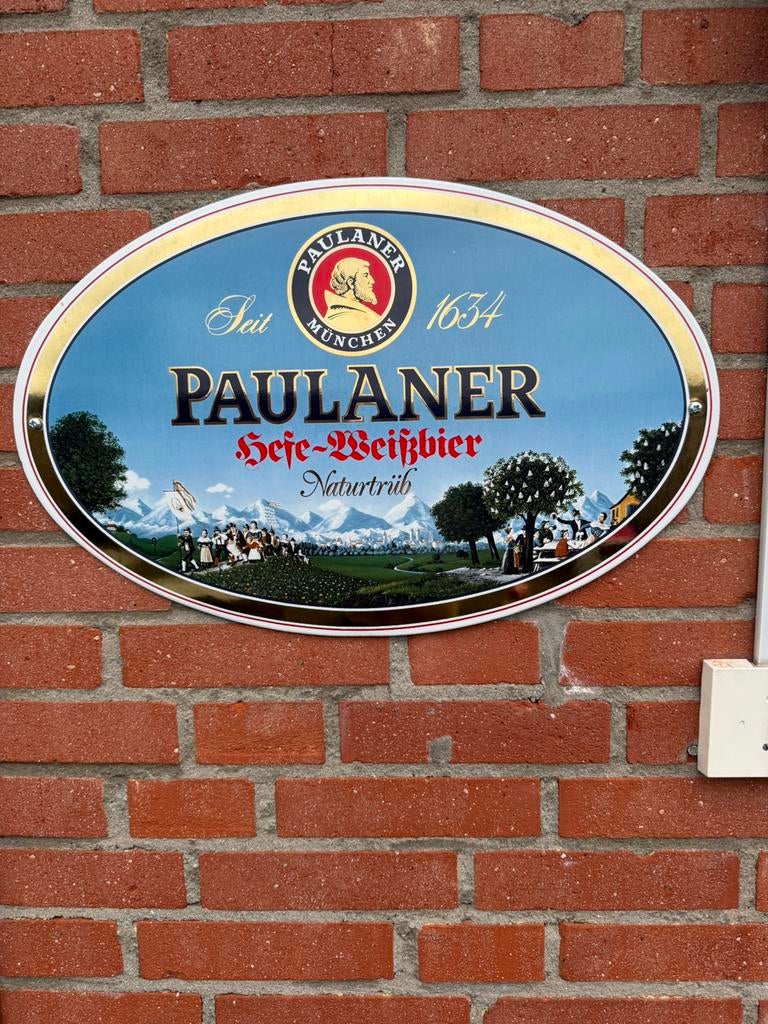 PAULANER
MÜNCHEN
Seit 1634
PAULANER
Hefe-Weißbier
Naturtrüb